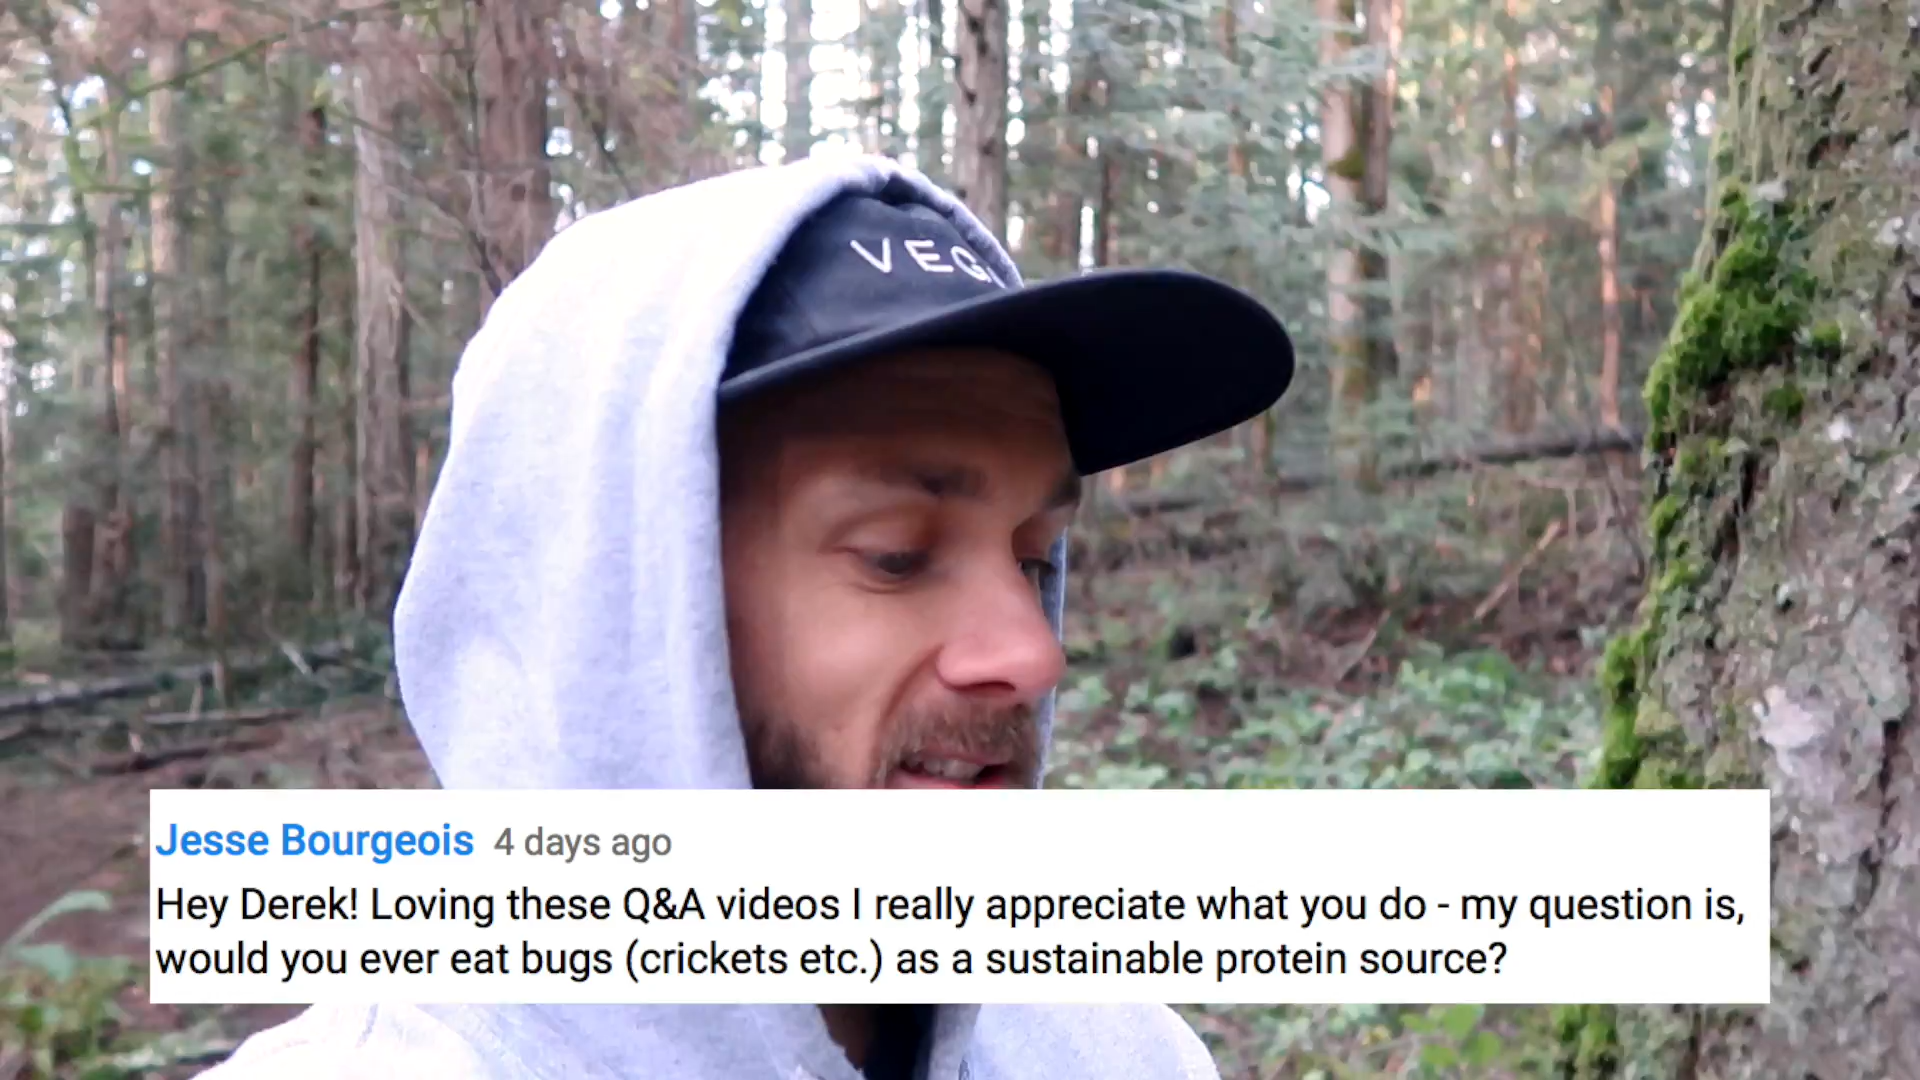 VEG
Jesse Bourgeois 4 days ago
Hey Derek! Loving these Q&A videos I really appreciate what you do - my question is,
would you ever eat bugs (crickets etc.) as a sustainable protein source?